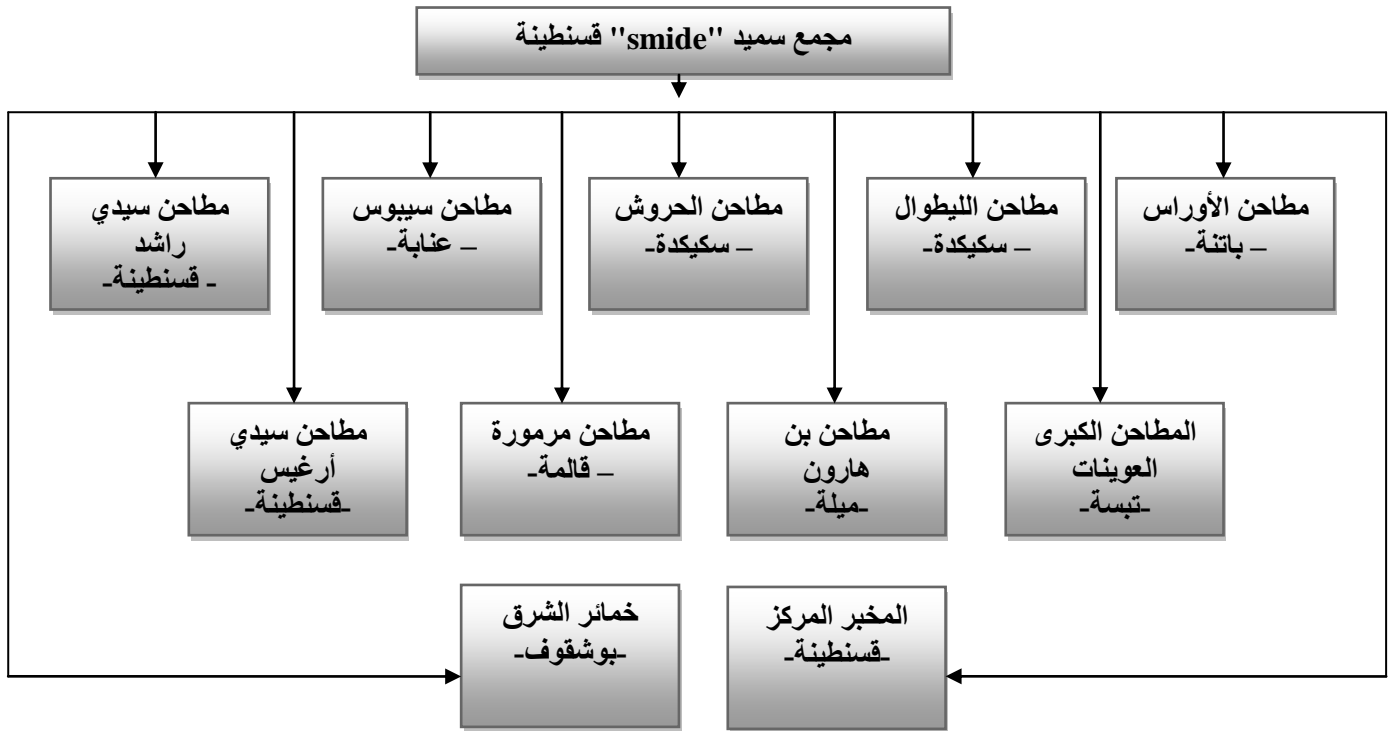 مجمع سميد "smide" قسنطينة
مطاحن الأوراس
– باتنة-
مطاحن الليطوال
– سكيكدة-
مطاحن الحروش
– سكيكدة-
مطاحن سيبوس
– عنابة-
مطاحن سيدي
راشد
- قسنطينة-
المطاحن الكبرى
العوينات
-تبسة-
مطاحن بن
هارون
-ميلة-
مطاحن مرمورة
– قالمة-
مطاحن سيدي
أرغيس
-قسنطينة-
المخبر المركز
-قسنطينة-
خمائر الشرق
-بوشقوف-